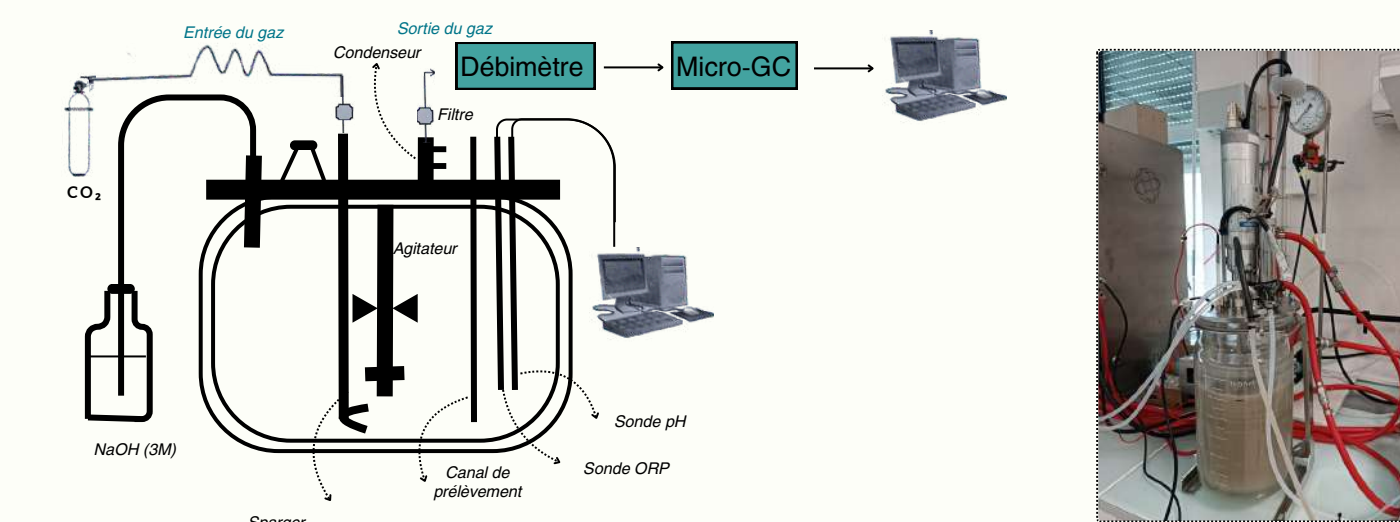 Entrée du gaz
Sortie du gaz
Condenseur
Débimètre
Micro-GC
Filtre
CO₂
Agitateur
NaOH (3M)
Sonde pH
Sonde ORP
Canal de
prélèvement
Sparger